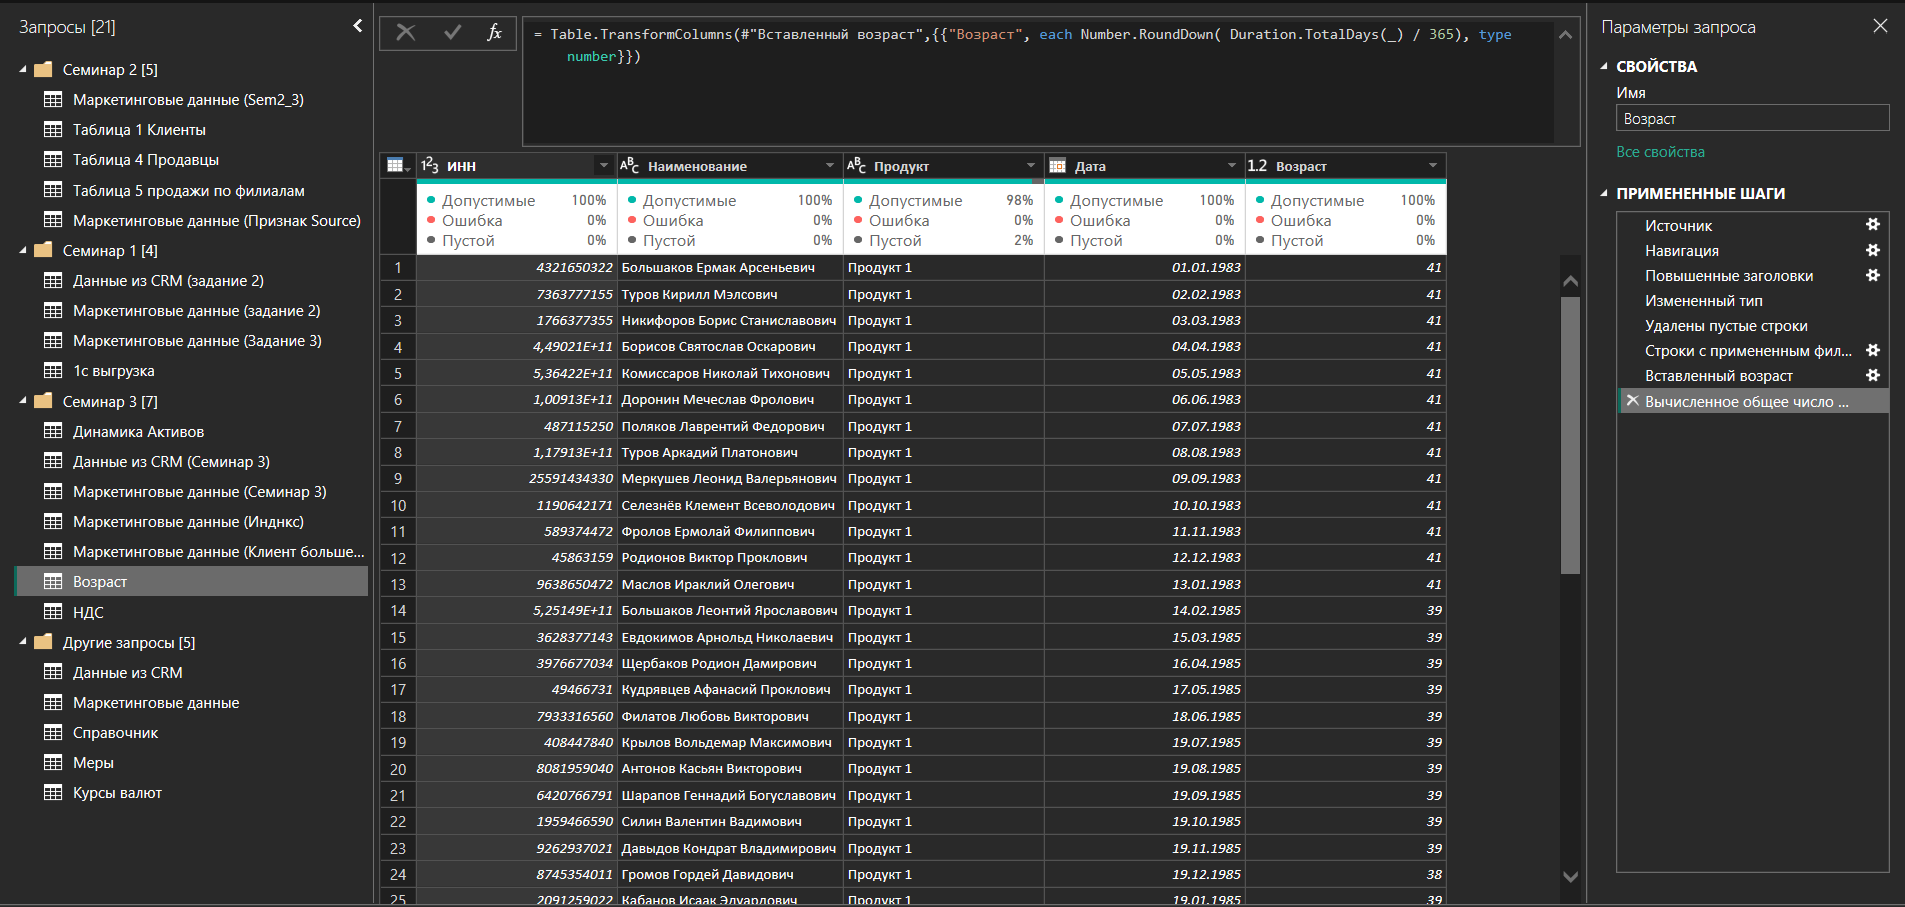 Запросы [21]
Семинар 2 [5]
Маркетинговые данные (Sem2_3)
Таблица 1 Клиенты
Таблица 4 Продавцы
Таблица 5 продажи по филиалам
Маркетинговые данные (Признак Source)
Семинар 1 [4]
Данные из CRM (задание 2)
Маркетинговые данные (задание 2)
Маркетинговые данные (Задание 3)
1с выгрузка
Семинар 3 [7]
Динамика Активов
Данные из CRM (Семинар 3)
Маркетинговые данные (Семинар 3)
Маркетинговые данные (Инднкс)
Маркетинговые данные (Клиент больше...
Возраст
НДС
Другие запросы [5]
Данные из CRM
Маркетинговые данные
Справочник
Меры
Курсы валют
fx
= Table.TransformColumns(#"Вставленный возраст",{{"Возраст", each Number.RoundDown( Duration.TotalDays(_) / 365), type
number}})
1²3 ИНН ABC Наименование ABC Продукт Дата 1.2 Возраст
Допустимые 100% Допустимые 100% Допустимые 98% Допустимые 100% Допустимые 100%
Ошибка 0% Ошибка 0% Ошибка 0% Ошибка 0% Ошибка 0%
Пустой 0% Пустой 0% Пустой 2% Пустой 0% Пустой 0%
1 4321650322 Большаков Ермак Арсеньевич Продукт 1 01.01.1983 41
2 7363777155 Туров Кирилл Мэлсович Продукт 1 02.02.1983 41
3 1766377355 Никифоров Борис Станиславович Продукт 1 03.03.1983 41
4 4,49021E+11 Борисов Святослав Оскарович Продукт 1 04.04.1983 41
5 5,36422E+11 Комиссаров Николай Тихонович Продукт 1 05.05.1983 41
6 1,00913E+11 Доронин Мечеслав Фролович Продукт 1 06.06.1983 41
7 487115250 Поляков Лаврентий Федорович Продукт 1 07.07.1983 41
8 1,17913E+11 Туров Аркадий Платонович Продукт 1 08.08.1983 41
9 25591434330 Меркушев Леонид Валерьянович Продукт 1 09.09.1983 41
10 1190642171 Селезнёв Клемент Всеволодович Продукт 1 10.10.1983 41
11 589374472 Фролов Ермолай Филиппович Продукт 1 11.11.1983 41
12 45863159 Родионов Виктор Проклович Продукт 1 12.12.1983 41
13 9638650472 Маслов Ираклий Олегович Продукт 1 13.01.1983 41
14 5,25149E+11 Большаков Леонтий Ярославович Продукт 1 14.02.1985 39
15 3628377143 Евдокимов Арнольд Николаевич Продукт 1 15.03.1985 39
16 3976677034 Щербаков Родион Дамирович Продукт 1 16.04.1985 39
17 49466731 Кудрявцев Афанасий Проклович Продукт 1 17.05.1985 39
18 7933316560 Филатов Любовь Викторович Продукт 1 18.06.1985 39
19 408447840 Крылов Вольдемар Максимович Продукт 1 19.07.1985 39
20 8081959040 Антонов Касьян Викторович Продукт 1 19.08.1985 39
21 6420766791 Шарапов Геннадий Богуславович Продукт 1 19.09.1985 39
22 1959466590 Силин Валентин Вадимович Продукт 1 19.10.1985 39
23 9262937021 Давыдов Кондрат Владимирович Продукт 1 19.11.1985 39
24 8745354011 Громов Гордей Давидович Продукт 1 19.12.1985 38
25 2091259022 Кабанов Исаак Эдуардович Продукт 1 19.01.1985 39
Параметры запроса
СВОЙСТВА
Имя
Возраст
Все свойства
ПРИМЕНЕННЫЕ ШАГИ
Источник
Навигация
Повышенные заголовки
Измененный тип
Удалены пустые строки
Строки с примененным фил...
Вставленный возраст
Вычисленное общее число ...